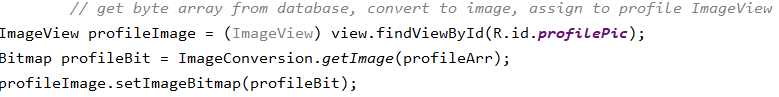 // get byte array from database, convert to image, assign to profile ImageView
ImageView profileImage = (ImageView) view.findViewById(R.id.profilePic);
Bitmap profileBit = ImageConversion.getImage(profileArr);
profileImage.setImageBitmap(profileBit);